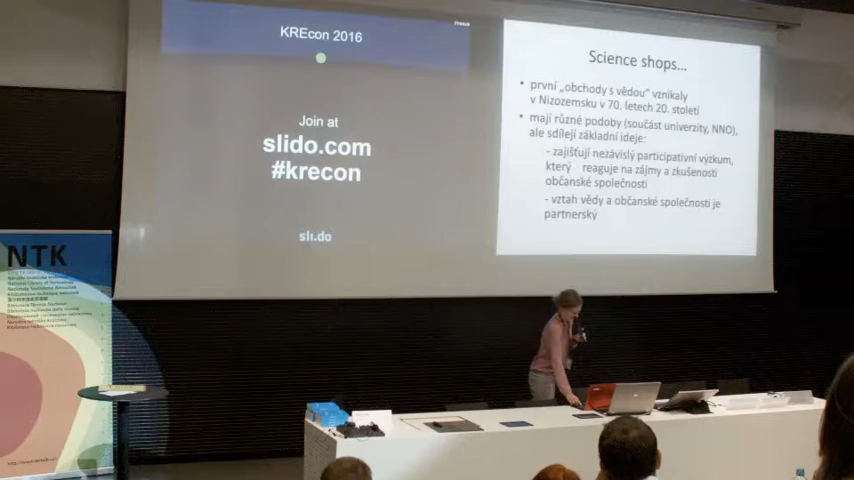 KREcon 2016
Join at
slido.com
#krecon
sli.do
Science shops...
• první „obchody s vědou“ vznikaly
v Nizozemsku v 70. letech 20. století
• mají různé podoby (součást univerzity, NNO),
ale sdílejí základní ideje:
- zajišťují nezávislý participativní výzkum,
který reaguje na zájmy a zkušenosti
občanské společnosti
- vztah vědy a občanské společnosti je
partnerský
NTK